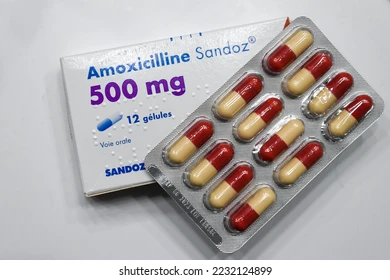 Amoxicilline Sandoz®
500 mg
12 gélules
Voie orale
SANDOZ
shutterstock.com · 2232124899